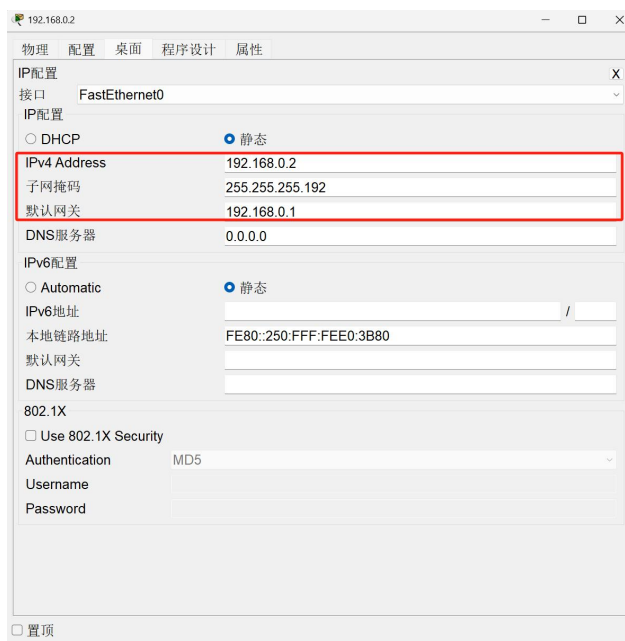 192.168.0.2
物理 配置 桌面 程序设计 属性
IP配置 X
接口 FastEthernet0
IP配置
DHCP 静态
IPv4 Address 192.168.0.2
子网掩码 255.255.255.192
默认网关 192.168.0.1
DNS服务器 0.0.0.0
IPv6配置
Automatic 静态
IPv6地址 /
本地链路地址 FE80::250:FFF:FEE0:3B80
默认网关
DNS服务器
802.1X
Use 802.1X Security
Authentication MD5
Username
Password
置顶